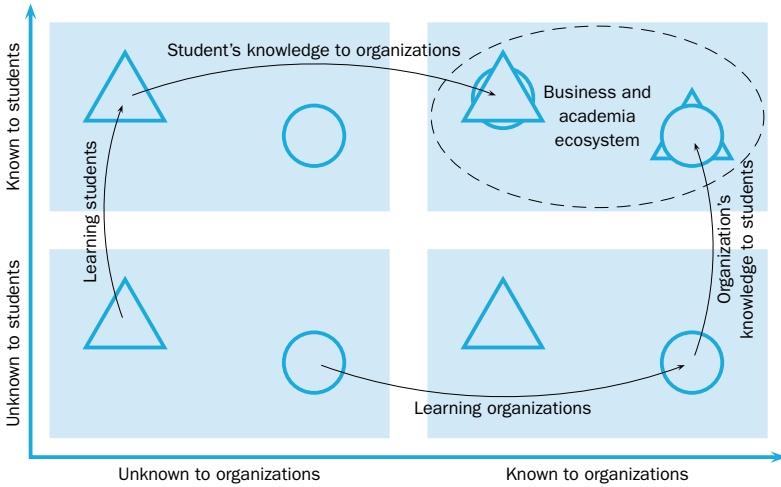 Known to students
Unknown to students
Student's knowledge to organizations
Business and
academia
ecosystem
Learning students
Organization's
knowledge to students
Learning organizations
Unknown to organizations
Known to organizations